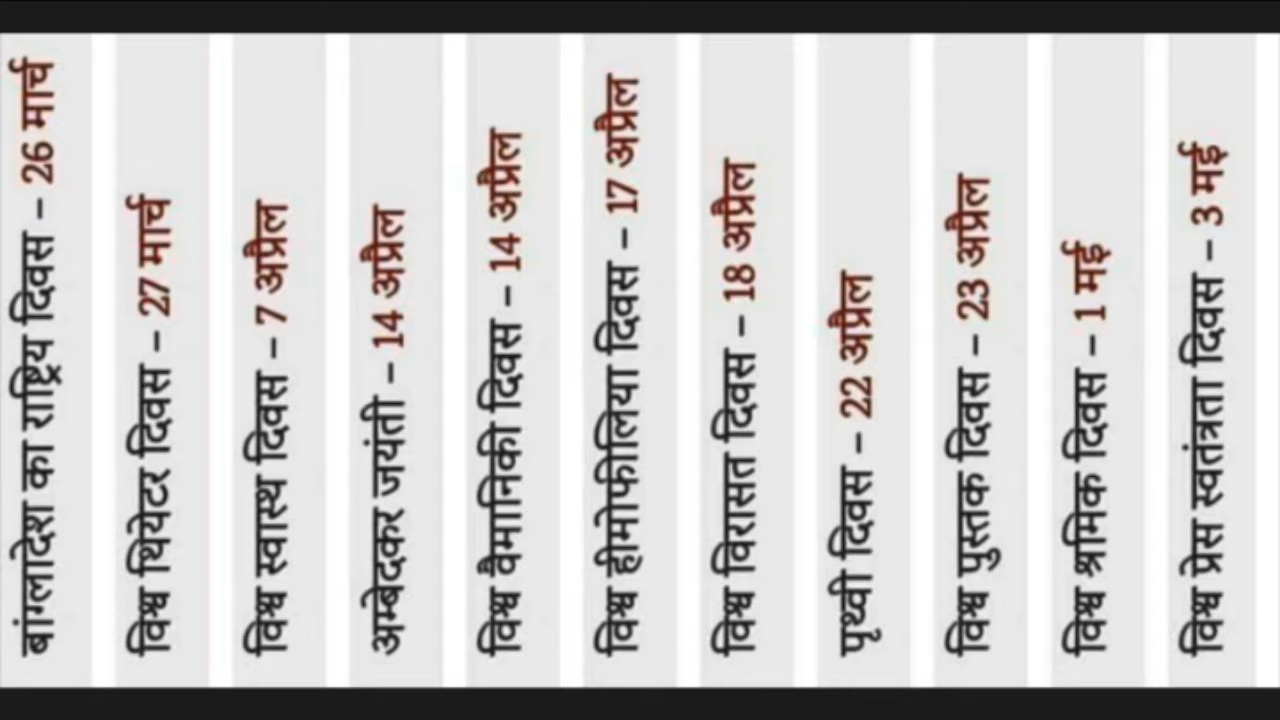 बांग्लादेश का राष्ट्रिय दिवस – 26 मार्च
विश्व थियेटर दिवस – 27 मार्च
विश्व स्वास्थ दिवस – 7 अप्रैल
अम्बेदकर जयंती – 14 अप्रैल
विश्व वैमानिकी दिवस – 14 अप्रैल
विश्व हीमोफीलिया दिवस – 17 अप्रैल
विश्व विरासत दिवस – 18 अप्रैल
पृथ्वी दिवस – 22 अप्रैल
विश्व पुस्तक दिवस – 23 अप्रैल
विश्व श्रमिक दिवस – 1 मई
विश्व प्रेस स्वतंत्रता दिवस – 3 मई